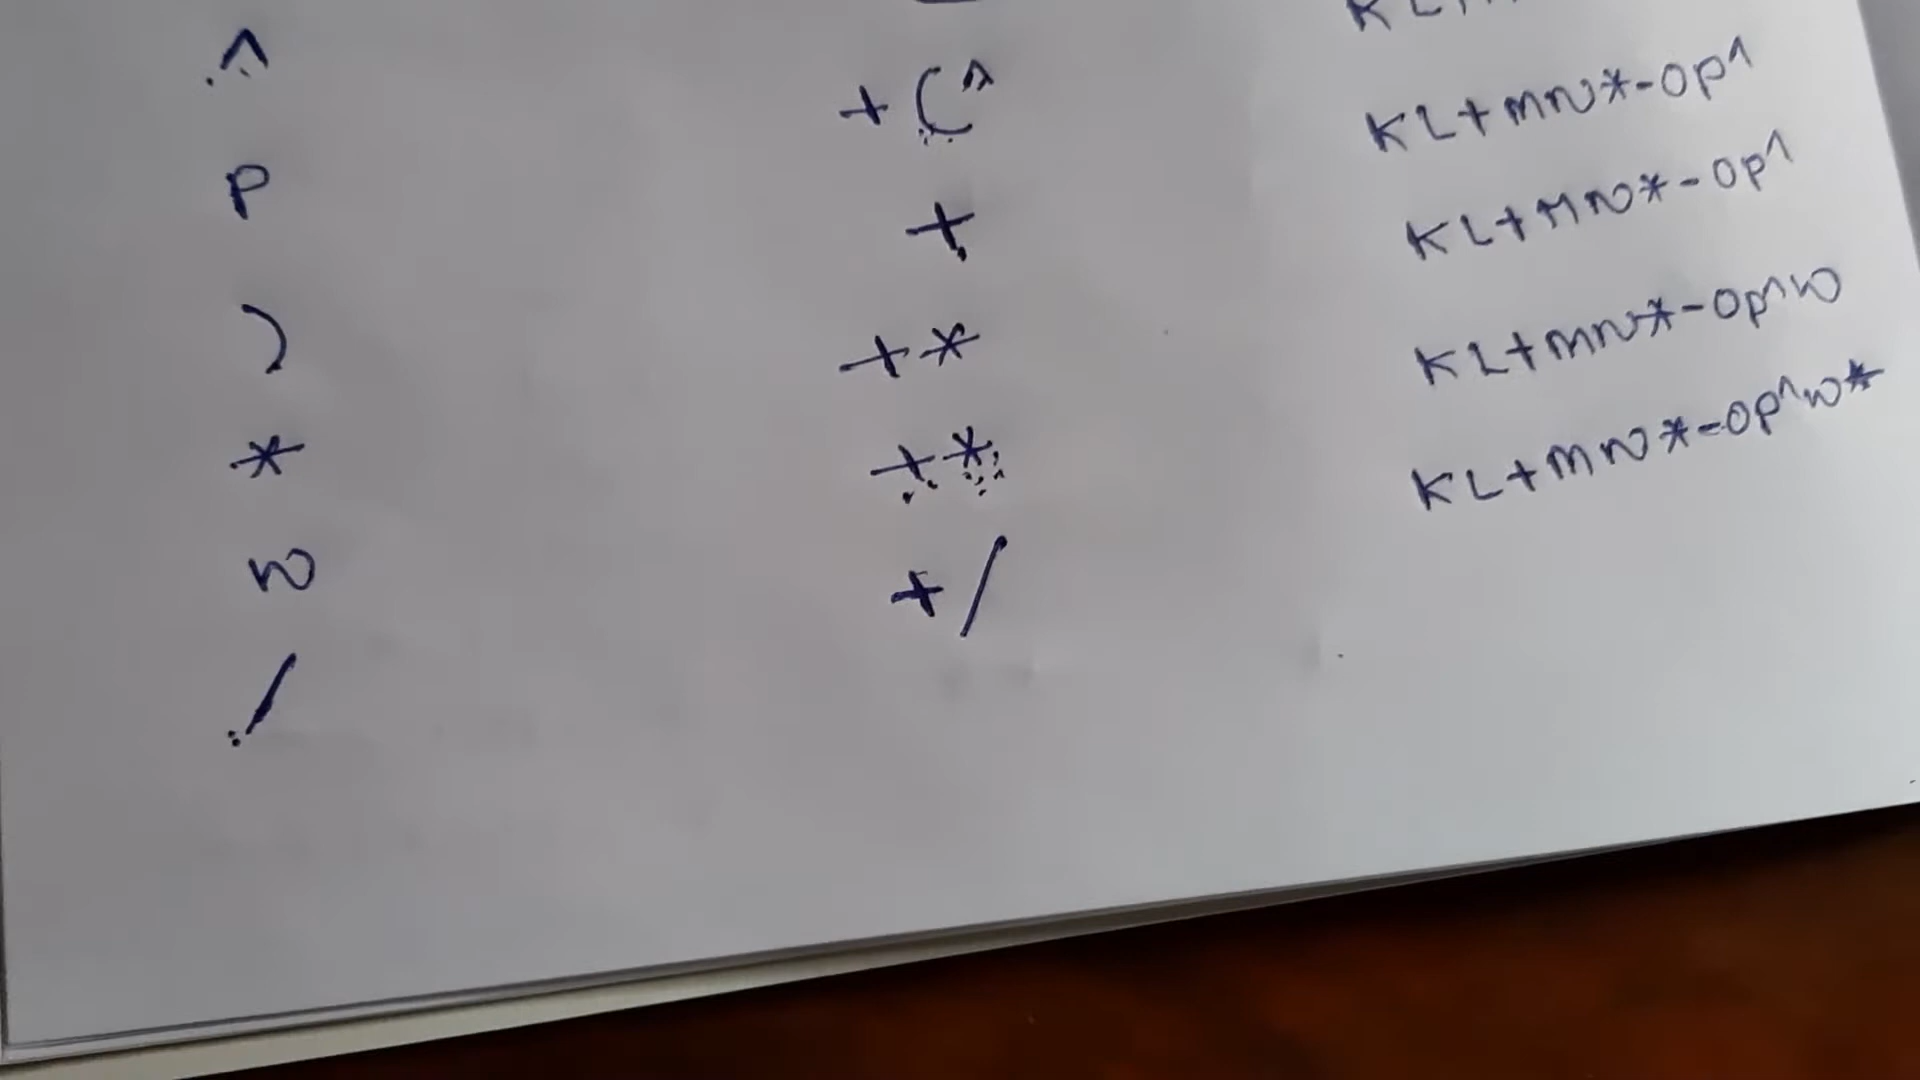 ^
+(^
KL+MN*-OP^
P
+
KL+MN*-OP^
)
+*
KL+MN*-OP^W
*
+*
KL+MN*-OP^W*
W
+/
/